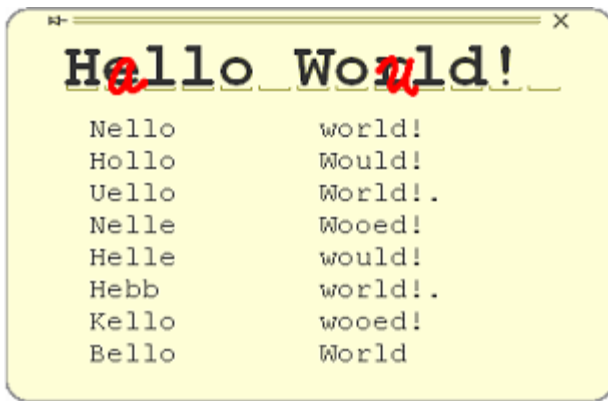 Hello World!
a u
Nello world!
Hollo Would!
Uello World!.
Nelle Wooed!
Helle would!
Hebb world!.
Kello wooed!
Bello World